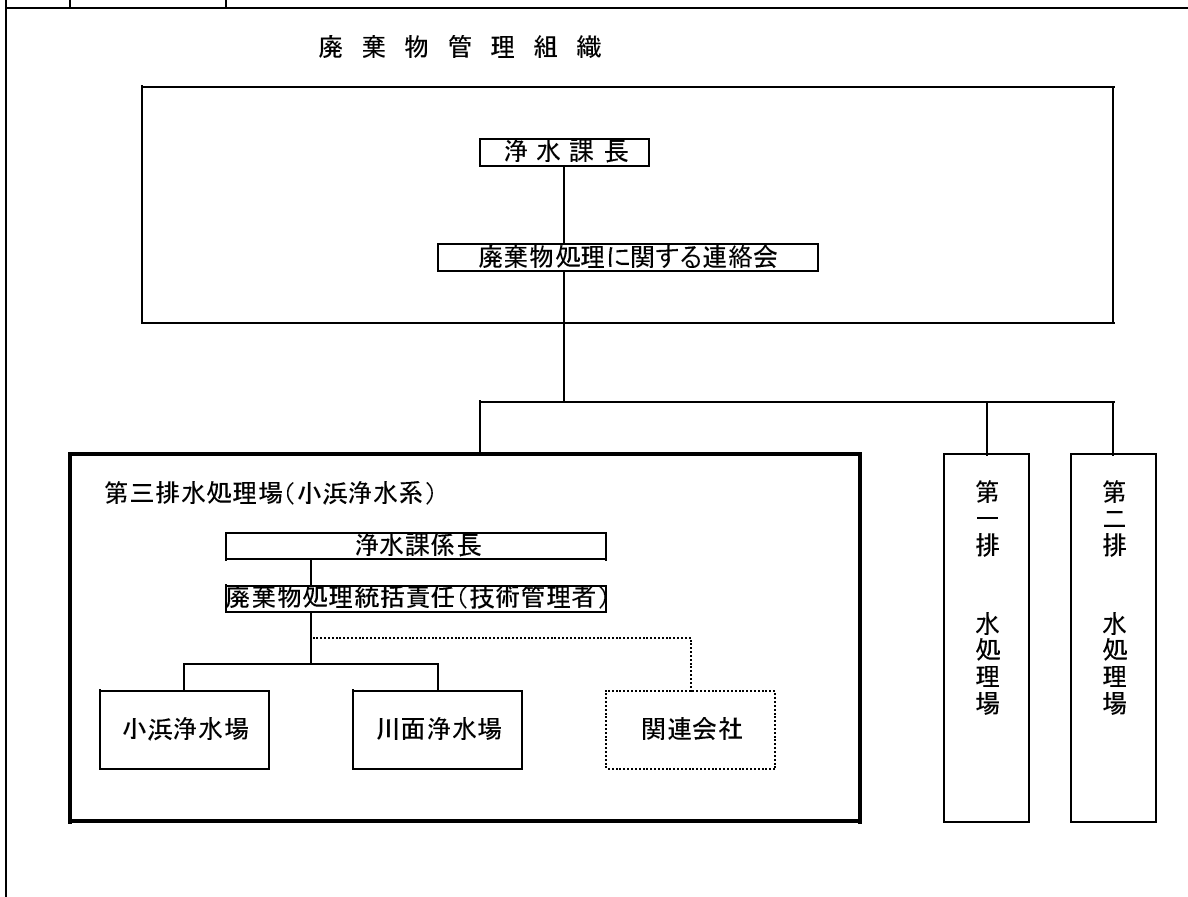 廃棄物管理組織
浄水課長
廃棄物処理に関する連絡会
第三排水処理場(小浜浄水系)
浄水課係長
廃棄物処理統括責任(技術管理者)
小浜浄水場
川面浄水場
関連会社
第一排水処理場
第二排水処理場